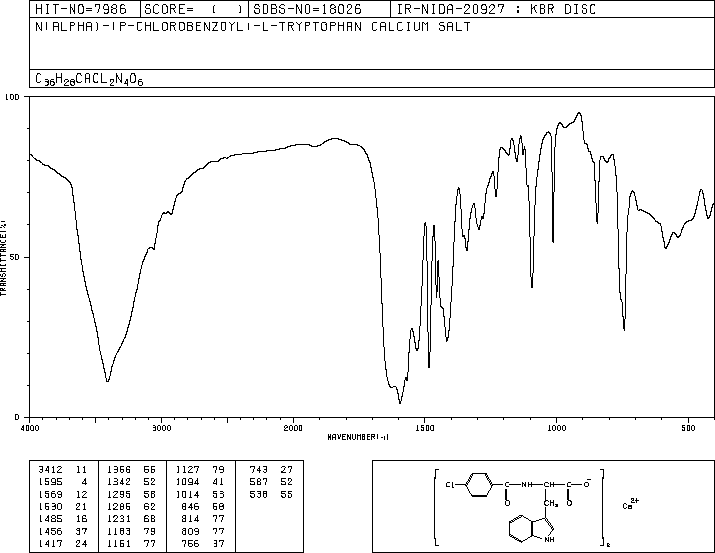 HIT-NO=7986 SCORE= ( ) SDBS-NO=18026 IR-NIDA-20927 : KBR DISC
N(ALPHA)-(P-CHLOROBENZOYL)-L-TRYPTOPHAN CALCIUM SALT
C36H28CACL2N4O6
100
50
0
TRANSMITTANCE(%)
4000 3000 2000 1500 1000 500
WAVENUMBER(-1)
3412 11 1366 56 1127 79 743 27
1595 4 1342 52 1094 41 587 52
1569 12 1295 58 1014 53 538 55
1530 21 1286 62 846 60
1485 16 1231 68 814 77
1456 37 1183 79 809 77
1417 24 1161 77 766 37
Cl C NH CH C O-
O CH2 O Ca2+
NH 2